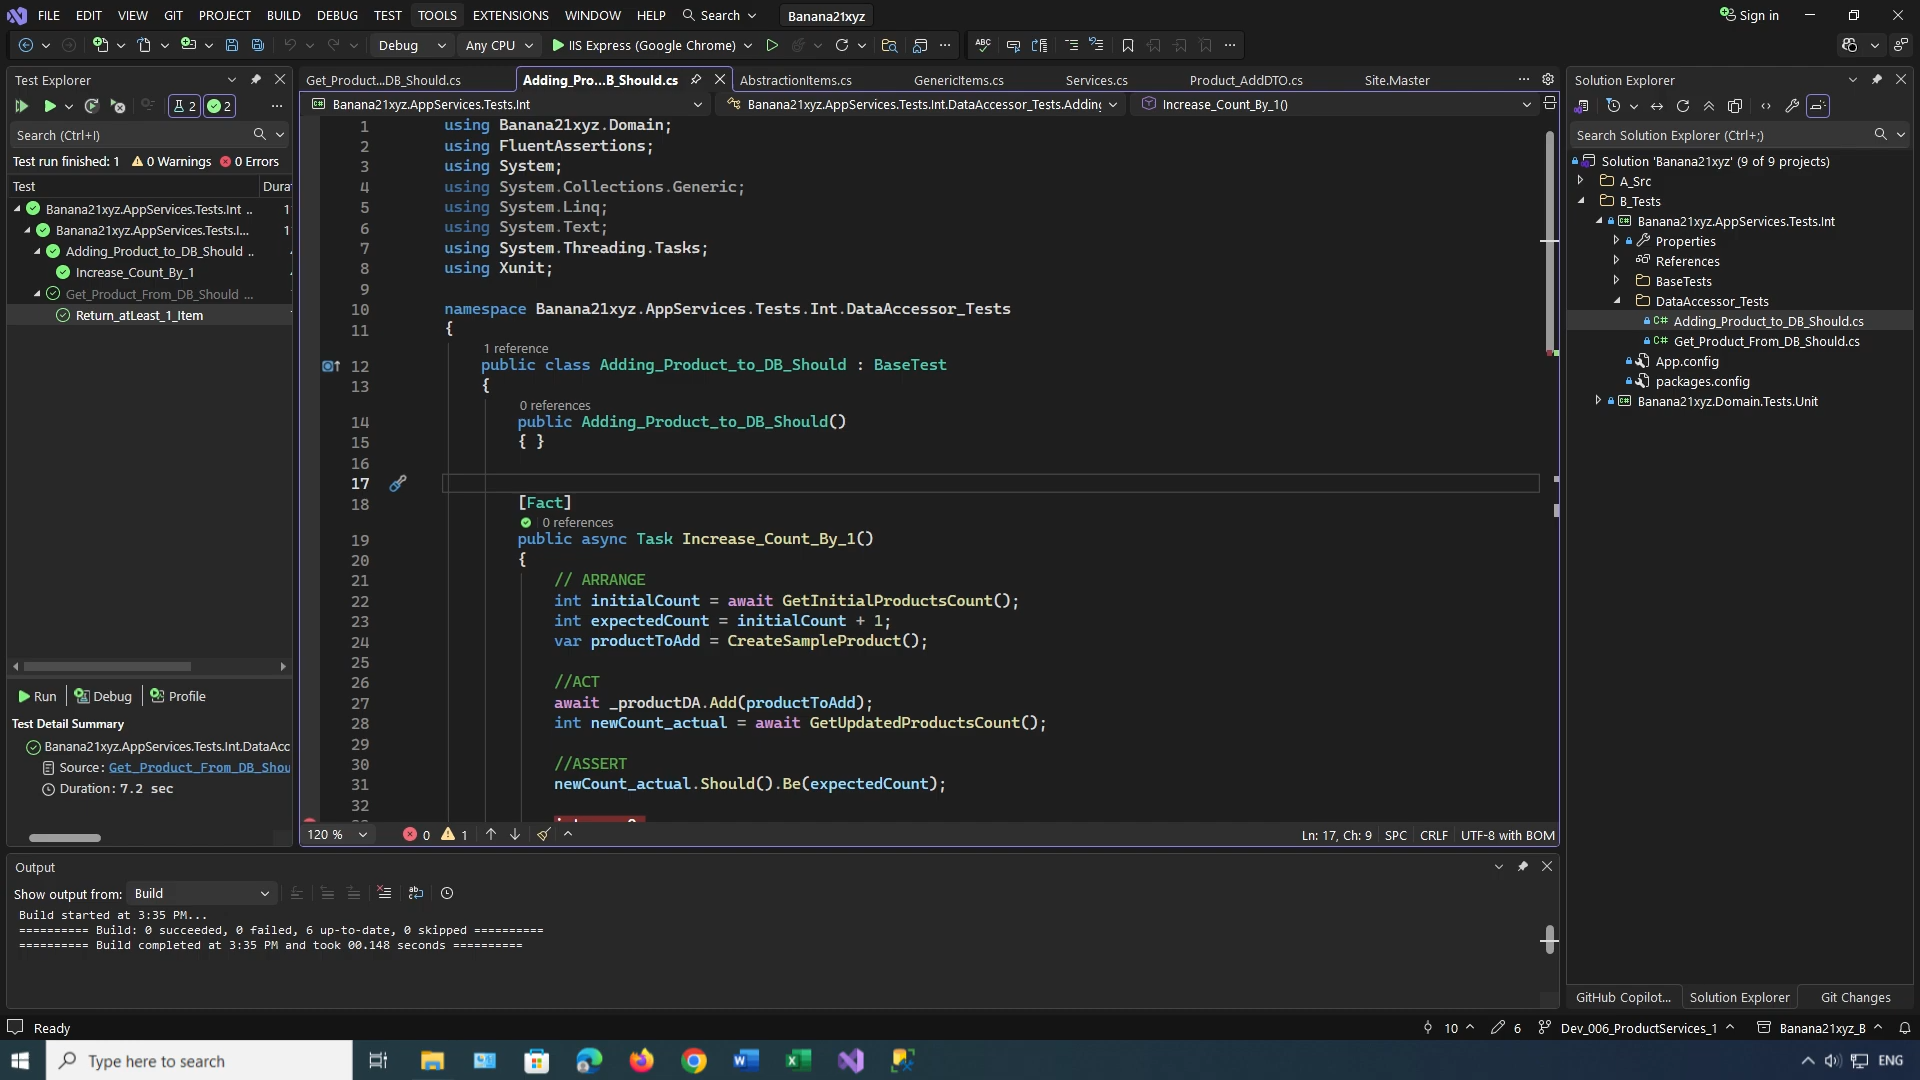 FILE EDIT VIEW GIT PROJECT BUILD DEBUG TEST TOOLS EXTENSIONS WINDOW HELP Search Banana21xyz Sign in
Debug Any CPU IIS Express (Google Chrome)
Test Explorer
2 2
Search (Ctrl+I)
Test run finished: 1 0 Warnings 0 Errors
Test Dura
Banana21xyz.AppServices.Tests.Int ..
Banana21xyz.AppServices.Tests.I...
Adding_Product_to_DB_Should ..
Increase_Count_By_1
Get_Product_From_DB_Should ...
Return_atLeast_1_Item
Run Debug Profile
Test Detail Summary
Banana21xyz.AppServices.Tests.Int.DataAcc
Source: Get_Product_From_DB_Shou
Duration: 7.2 sec
Get_Product...DB_Should.cs Adding_Pro...B_Should.cs AbstractionItems.cs GenericItems.cs Services.cs Product_AddDTO.cs Site.Master
Banana21xyz.AppServices.Tests.Int Banana21xyz.AppServices.Tests.Int.DataAccessor_Tests.Adding Increase_Count_By_1()
1 using Banana21xyz.Domain;
2 using FluentAssertions;
3 using System;
4 using System.Collections.Generic;
5 using System.Linq;
6 using System.Text;
7 using System.Threading.Tasks;
8 using Xunit;
9
10 namespace Banana21xyz.AppServices.Tests.Int.DataAccessor_Tests
11 {
1 reference
12 public class Adding_Product_to_DB_Should : BaseTest
13 {
0 references
14 public Adding_Product_to_DB_Should()
15 { }
16
17
18 [Fact]
0 references
19 public async Task Increase_Count_By_1()
20 {
21 // ARRANGE
22 int initialCount = await GetInitialProductsCount();
23 int expectedCount = initialCount + 1;
24 var productToAdd = CreateSampleProduct();
25
26 //ACT
27 await _productDA.Add(productToAdd);
28 int newCount_actual = await GetUpdatedProductsCount();
29
30 //ASSERT
31 newCount_actual.Should().Be(expectedCount);
32
120 % 0 1 Ln: 17, Ch: 9 SPC CRLF UTF-8 with BOM
Output
Show output from: Build
Build started at 3:35 PM...
========== Build: 0 succeeded, 0 failed, 6 up-to-date, 0 skipped ==========
========== Build completed at 3:35 PM and took 00.148 seconds ==========
Solution Explorer
Search Solution Explorer (Ctrl+;)
Solution 'Banana21xyz' (9 of 9 projects)
A_Src
B_Tests
Banana21xyz.AppServices.Tests.Int
Properties
References
BaseTests
DataAccessor_Tests
C# Adding_Product_to_DB_Should.cs
C# Get_Product_From_DB_Should.cs
App.config
packages.config
Banana21xyz.Domain.Tests.Unit
GitHub Copilot... Solution Explorer Git Changes
Ready 10 6 Dev_006_ProductServices_1 Banana21xyz_B
Type here to search ENG